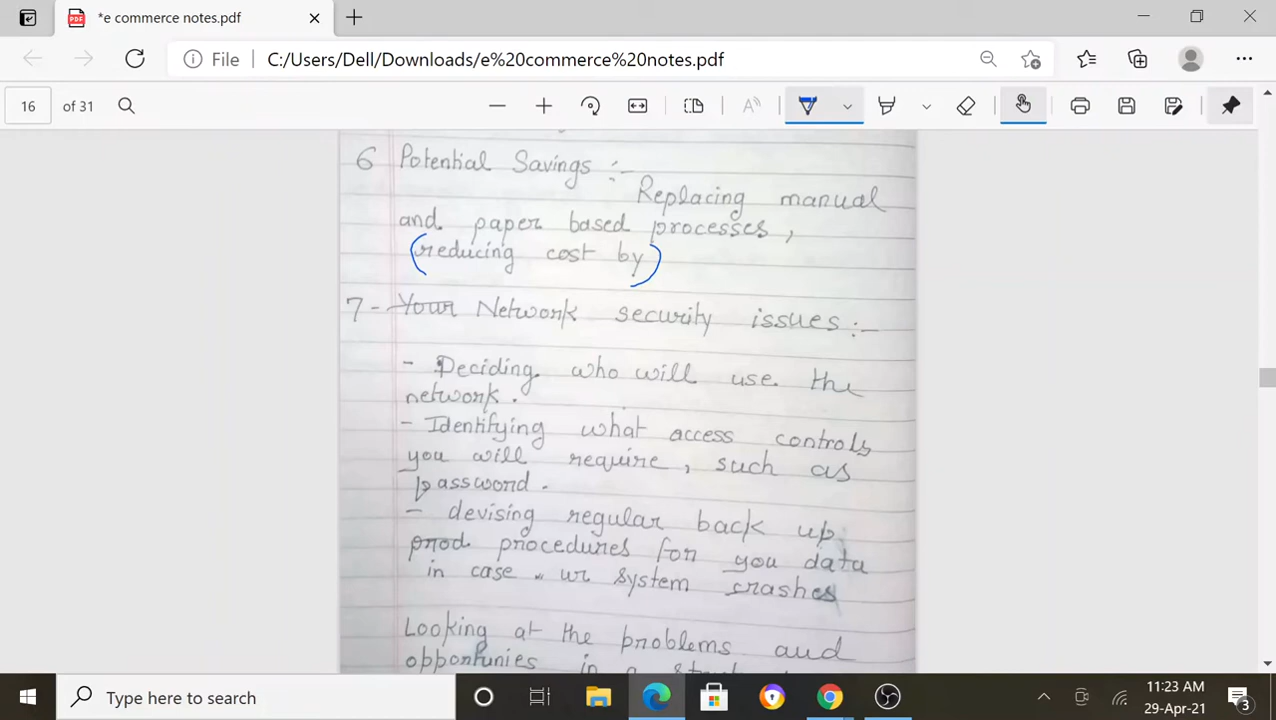 *e commerce notes.pdf
File C:/Users/Dell/Downloads/e%20commerce%20notes.pdf
16 of 31
6 Potential Savings :-
Replacing manual
and paper based processes,
(reducing cost by)
7- Your Network security issues :-
- Deciding who will use the
network.
- Identifying what access controls
you will require, such as
password.
- devising regular back up
prod procedures for you data
in case .. ur system crashes
Looking at the problems and
opportunies in a
Type here to search
11:23 AM
29-Apr-21
3